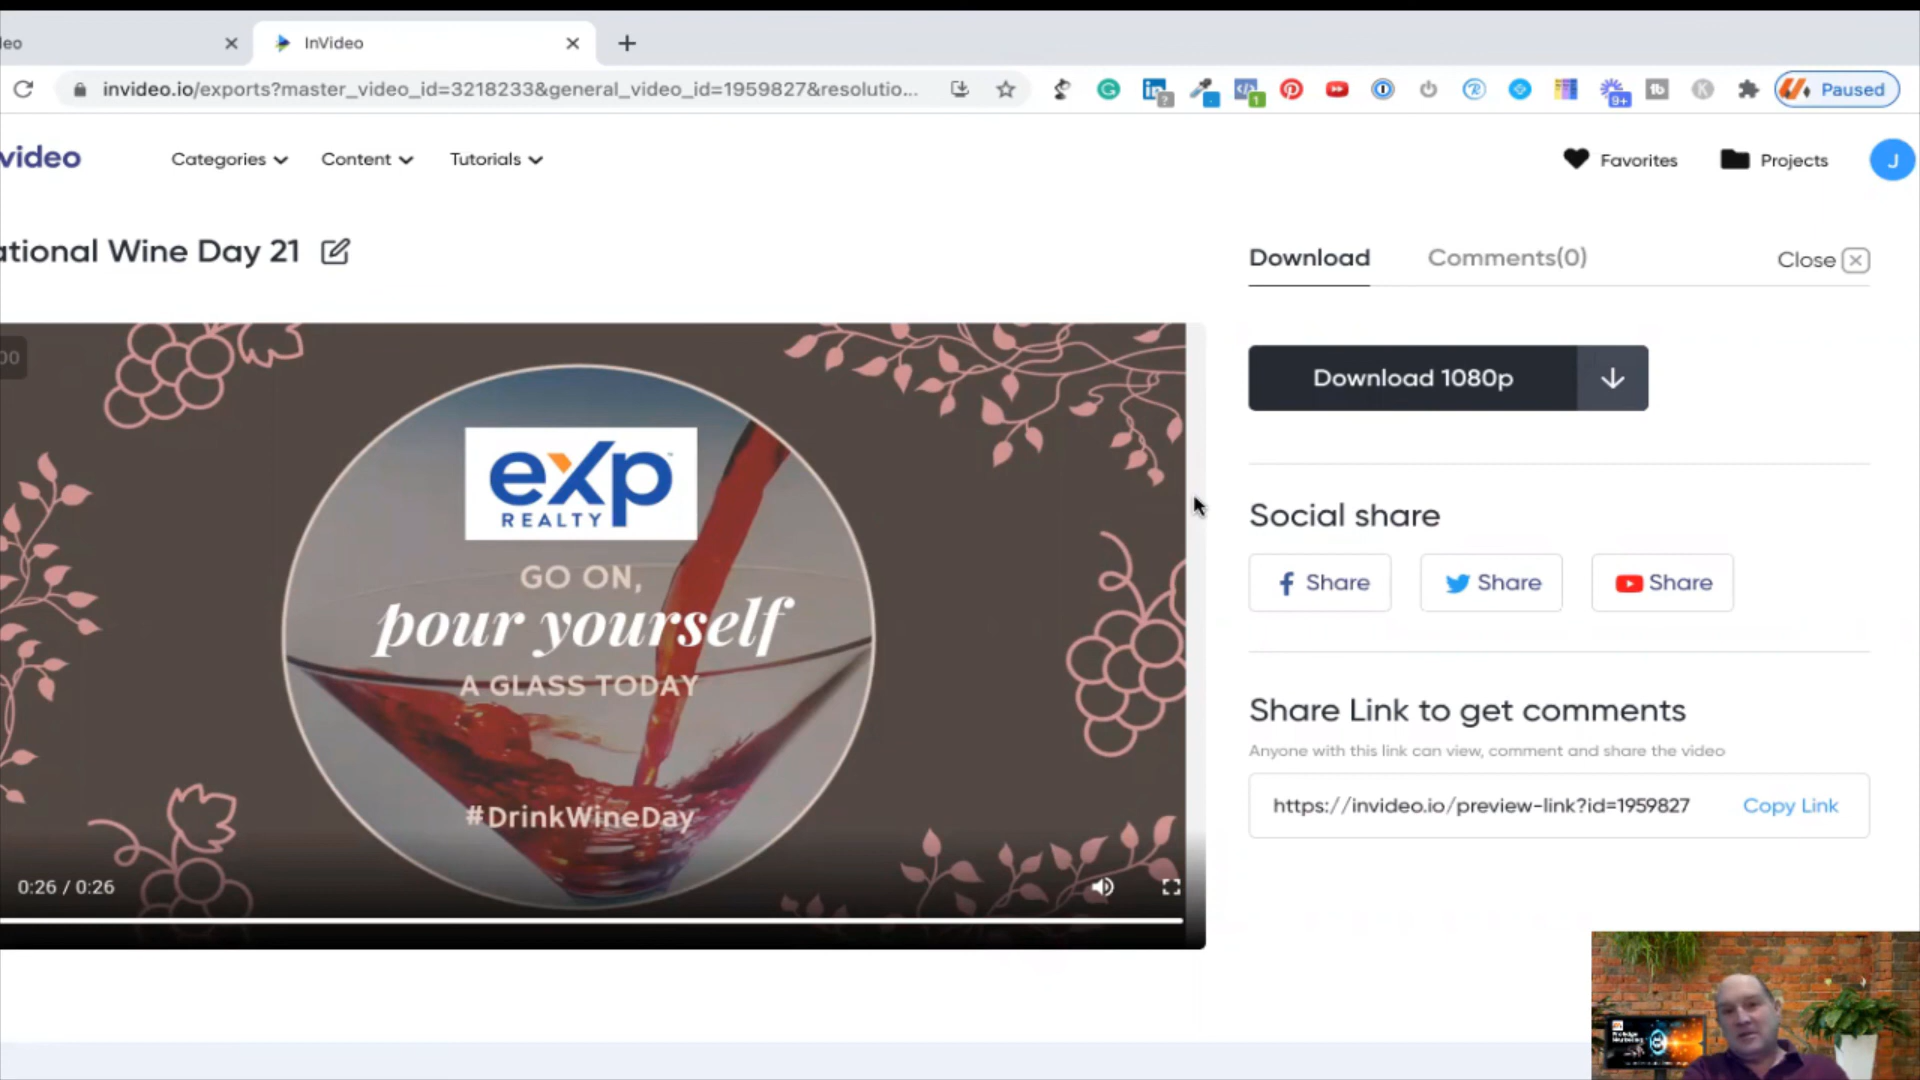 eo
InVideo
invideo.io/exports?master_video_id=3218233&general_video_id=1959827&resolutio...
Paused
video
Categories
Content
Tutorials
Favorites
Projects
J
ational Wine Day 21
Download
Comments(0)
Close
00
Download 1080p
eXp
REALTY
GO ON,
pour yourself
A GLASS TODAY
#DrinkWineDay
0:26 / 0:26
Social share
Share
Share
Share
Share Link to get comments
Anyone with this link can view, comment and share the video
https://invideo.io/preview-link?id=1959827
Copy Link